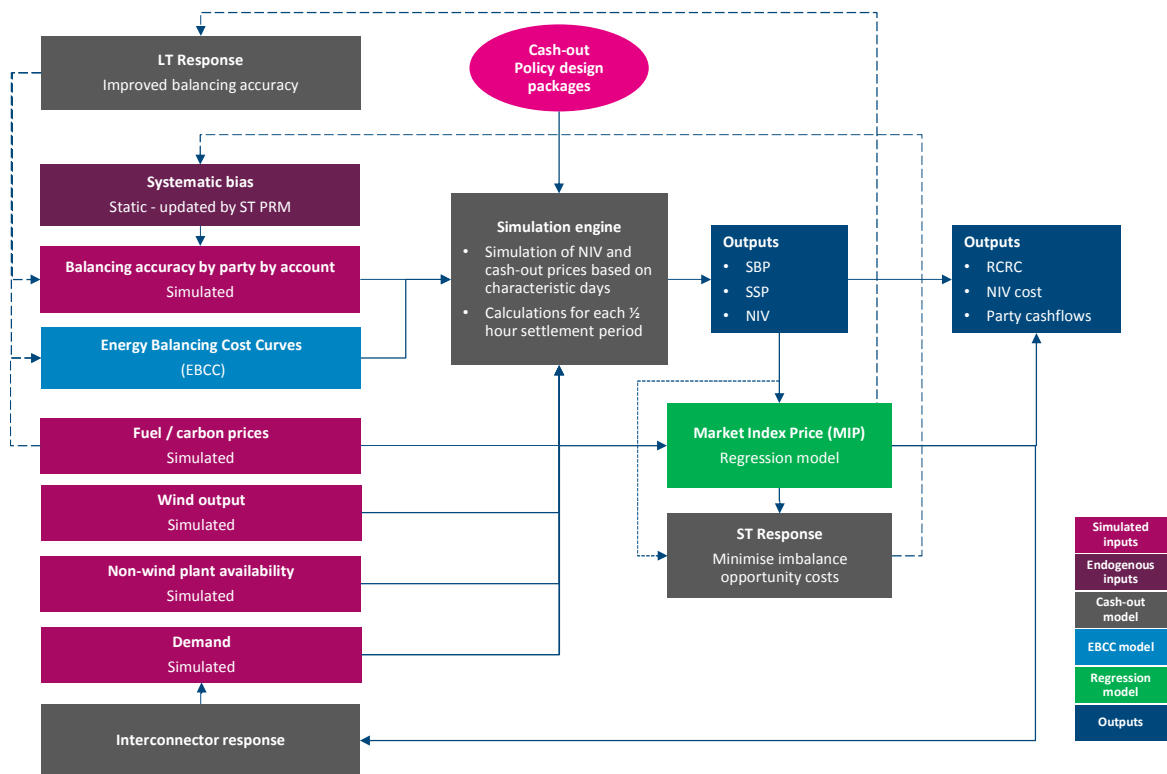 LT Response
Improved balancing accuracy
Cash-out
Policy design
packages
Systematic bias
Static - updated by ST PRM
Balancing accuracy by party by account
Simulated
Energy Balancing Cost Curves
(EBCC)
Fuel / carbon prices
Simulated
Wind output
Simulated
Non-wind plant availability
Simulated
Demand
Simulated
Interconnector response
Simulation engine
• Simulation of NIV and
cash-out prices based on
characteristic days
• Calculations for each ½
hour settlement period
Outputs
• SBP
• SSP
• NIV
Outputs
• RCRC
• NIV cost
• Party cashflows
Market Index Price (MIP)
Regression model
ST Response
Minimise imbalance
opportunity costs
Simulated
inputs
Endogenous
inputs
Cash-out
model
EBCC model
Regression
model
Outputs